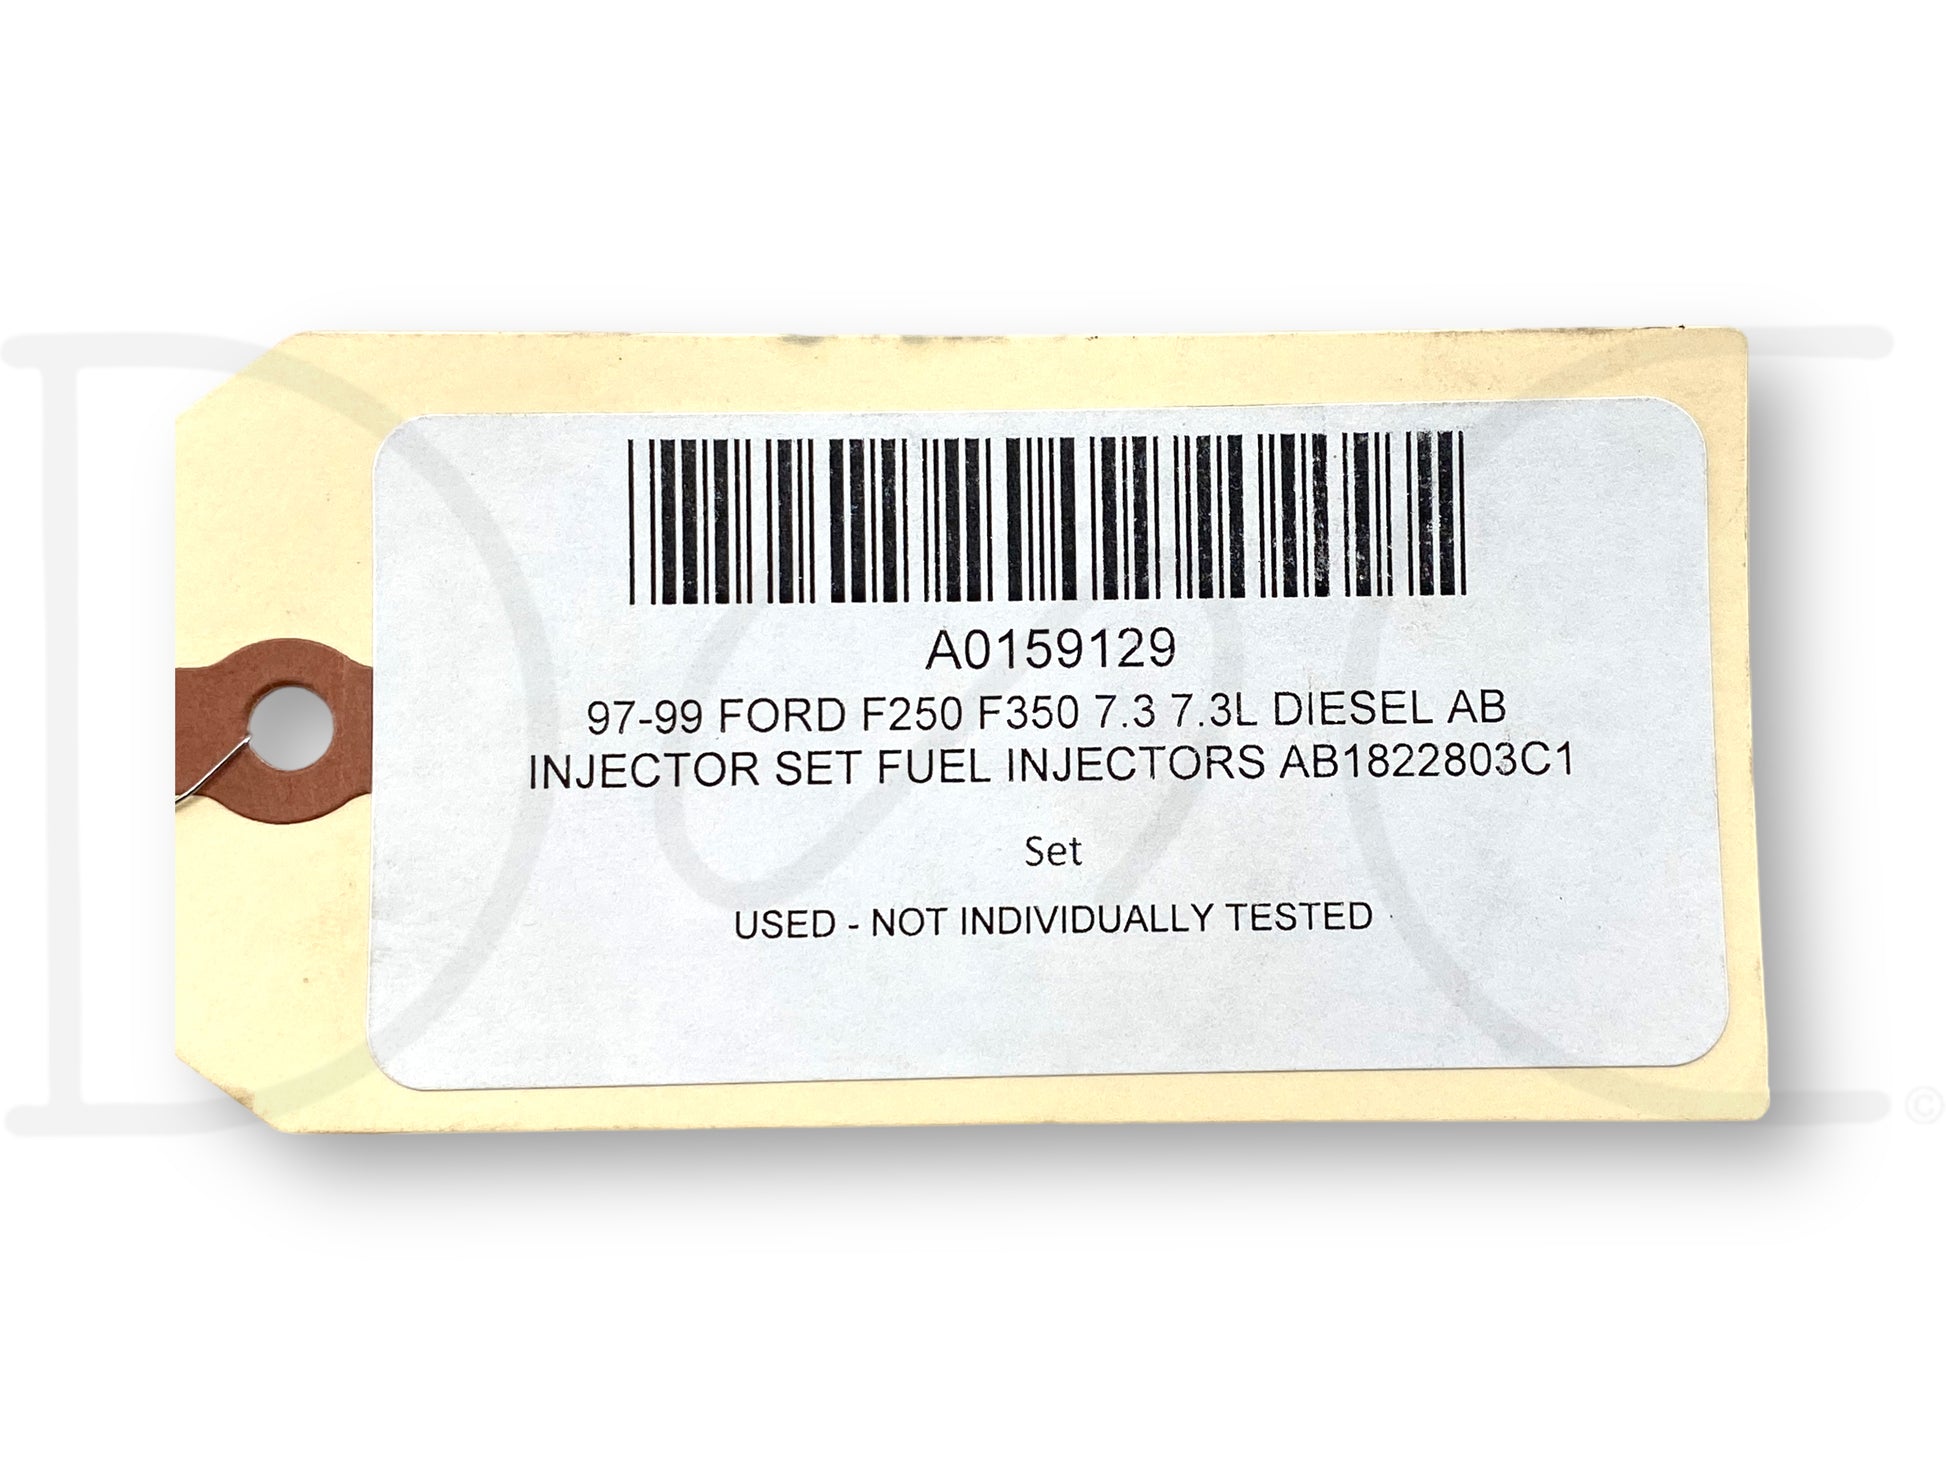 A0159129
97-99 FORD F250 F350 7.3 7.3L DIESEL AB
INJECTOR SET FUEL INJECTORS AB1822803C1
Set
USED - NOT INDIVIDUALLY TESTED
©